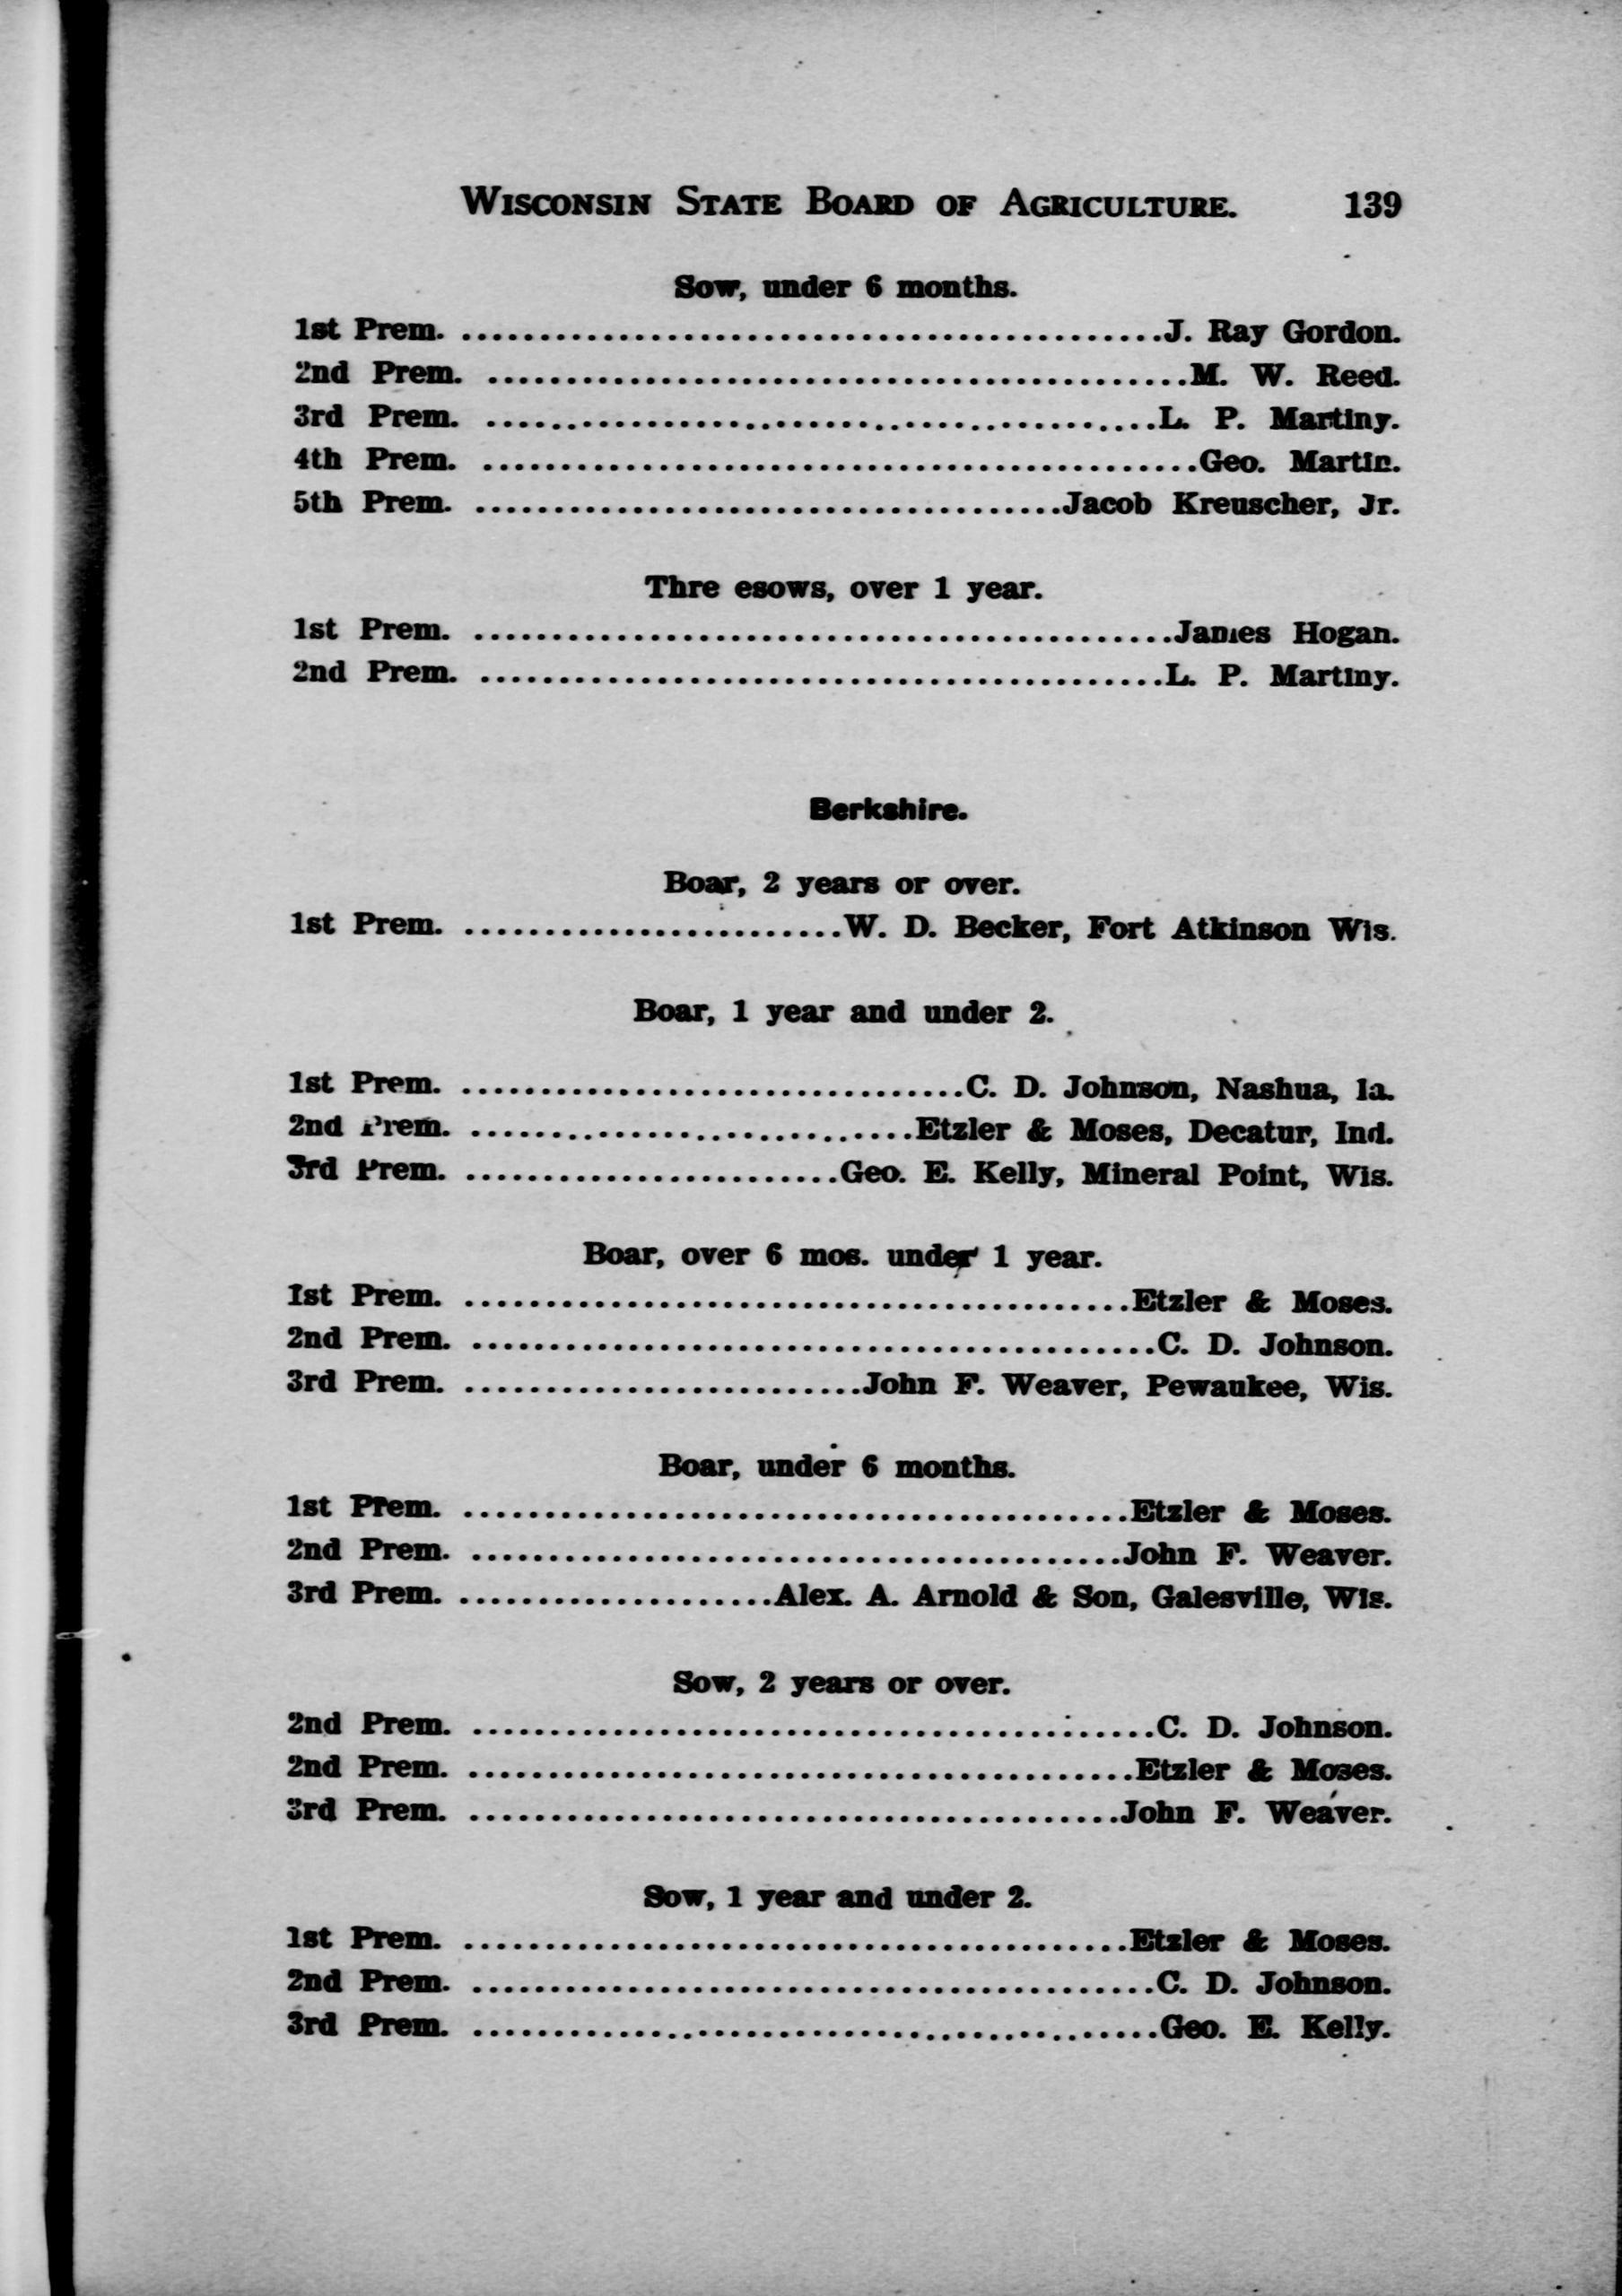 WISCONSIN STATE BOARD OF AGRICULTURE. 139
Sow, under 6 months.
1st Prem. ............................................J. Ray Gordon.
2nd Prem. ............................................M. W. Reed.
3rd Prem. ..........................................L. P. Martiny.
4th Prem. .............................................Geo. Martin.
5th Prem. .....................................Jacob Kreuscher, Jr.
Thre esows, over 1 year.
1st Prem. ............................................James Hogan.
2nd Prem. ...........................................L. P. Martiny.
Berkshire.
Boar, 2 years or over.
1st Prem. ........................W. D. Becker, Fort Atkinson Wis.
Boar, 1 year and under 2.
1st Prem. ................................C. D. Johnson, Nashua, Ia.
2nd Prem. ............................Etzler & Moses, Decatur, Ind.
3rd Prem. ........................Geo. E. Kelly, Mineral Point, Wis.
Boar, over 6 mos. under 1 year.
1st Prem. ..........................................Etzler & Moses.
2nd Prem. ...........................................C. D. Johnson.
3rd Prem. .........................John F. Weaver, Pewaukee, Wis.
Boar, under 6 months.
1st Prem. ..........................................Etzler & Moses.
2nd Prem. .........................................John F. Weaver.
3rd Prem. ....................Alex. A. Arnold & Son, Galesville, Wis.
Sow, 2 years or over.
2nd Prem. ...........................................C. D. Johnson.
2nd Prem. ..........................................Etzler & Moses.
3rd Prem. .........................................John F. Weaver.
Sow, 1 year and under 2.
1st Prem. ..........................................Etzler & Moses.
2nd Prem. ...........................................C. D. Johnson.
3rd Prem. ...........................................Geo. E. Kelly.